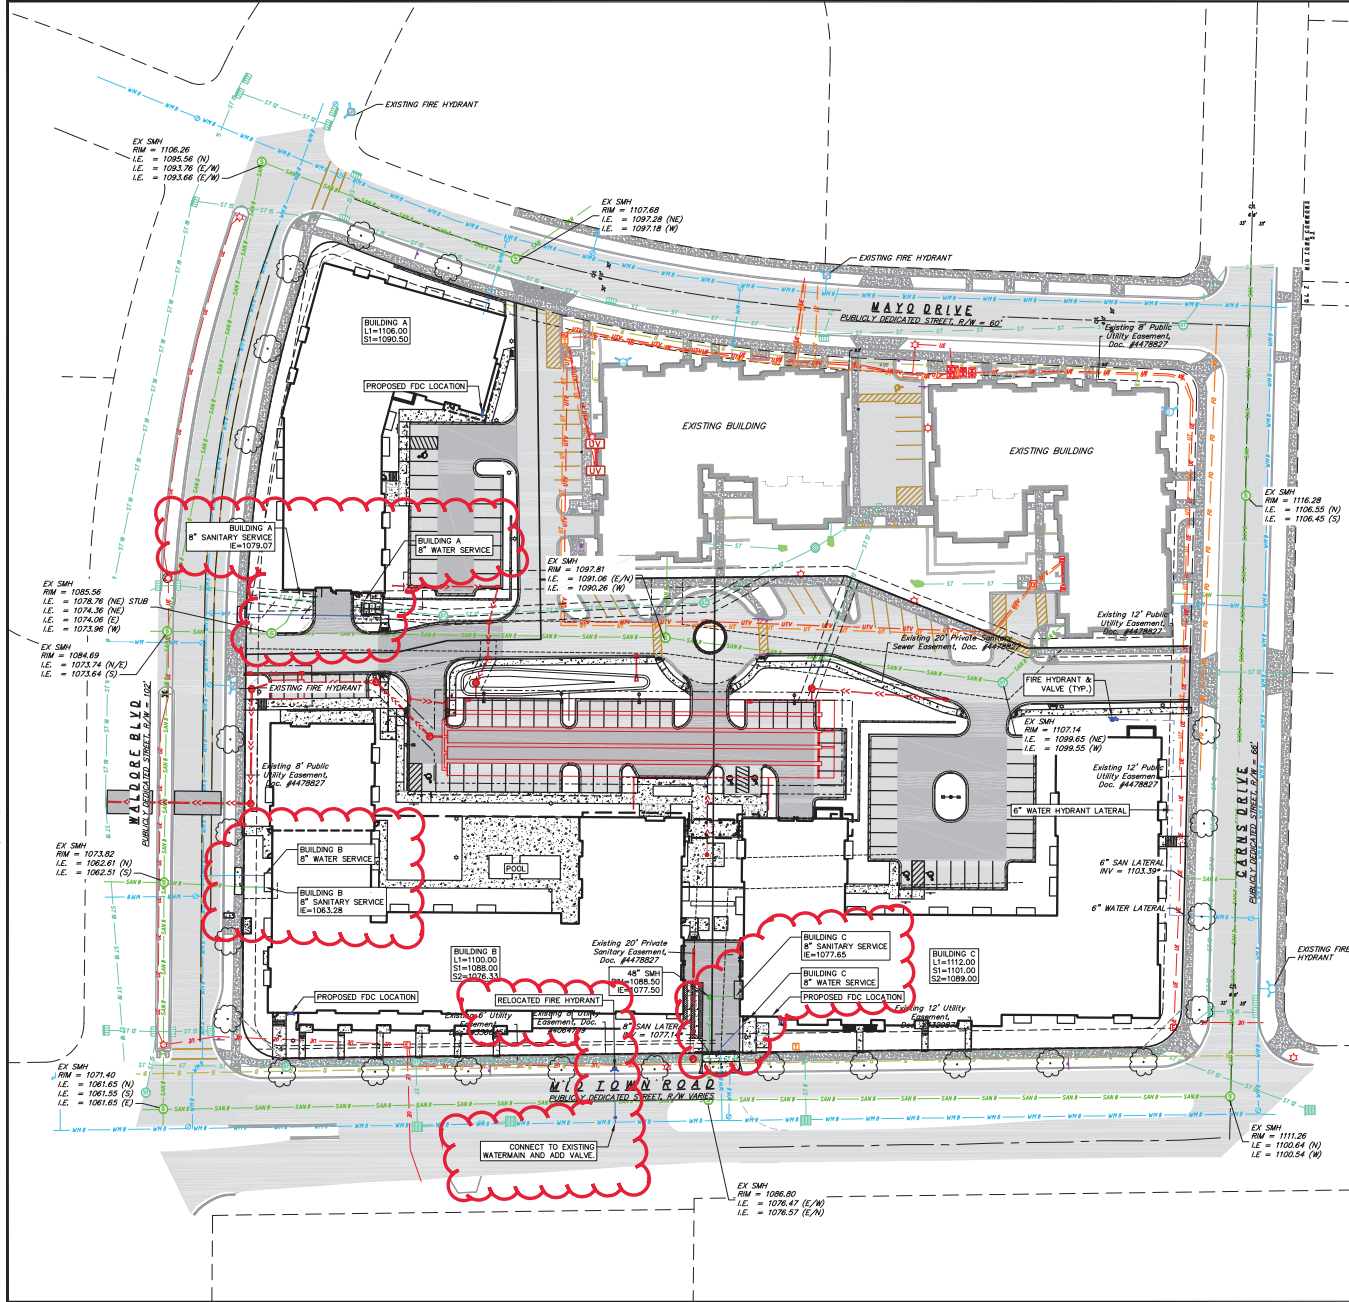 EXISTING FIRE HYDRANT
EX SMH
RIM = 1106.26
I.E. = 1095.56 (N)
I.E. = 1093.76 (E/W)
I.E. = 1093.66 (E/W)
EX SMH
RIM = 1107.68
I.E. = 1097.28 (NE)
I.E. = 1097.18 (W)
EXISTING FIRE HYDRANT
MAYO DRIVE
PUBLICLY DEDICATED STREET, R/W = 60'
Existing 8' Public
Utility Easement,
Doc. #4478827
BUILDING A
L1=1106.00
S1=1090.50
PROPOSED FDC LOCATION
EXISTING BUILDING
EXISTING BUILDING
UV
UV
EX SMH
RIM = 1116.28
I.E. = 1106.55 (N)
I.E. = 1106.45 (S)
BUILDING A
8" SANITARY SERVICE
IE=1079.07
BUILDING A
8" WATER SERVICE
EX SMH
RIM = 1097.81
I.E. = 1091.06 (E/N)
I.E. = 1090.26 (W)
EX SMH
RIM = 1085.56
I.E. = 1078.76 (NE) STUB
I.E. = 1074.36 (NE)
I.E. = 1074.06 (E)
I.E. = 1073.96 (W)
Existing 12' Public
Utility Easement,
Doc. #4478827
Existing 20' Private Sanitary
Sewer Easement, Doc. #4478827
EX SMH
RIM = 1084.69
I.E. = 1073.74 (N/E)
I.E. = 1073.64 (S)
EXISTING FIRE HYDRANT
FIRE HYDRANT &
VALVE (TYP.)
WALDORF BLVD
PUBLICLY DEDICATED STREET, R/W = 102'
EX SMH
RIM = 1107.14
I.E. = 1099.65 (NE)
I.E. = 1099.55 (W)
Existing 8' Public
Utility Easement,
Doc. #4478827
Existing 12' Public
Utility Easement
Doc. #4478827
CARNS DRIVE
PUBLICLY DEDICATED STREET, R/W = 66'
6" WATER HYDRANT LATERAL
EX SMH
RIM = 1073.82
I.E. = 1062.61 (N)
I.E. = 1062.51 (S)
BUILDING B
8" WATER SERVICE
POOL
6" SAN LATERAL
INV = 1103.39*
BUILDING B
8" SANITARY SERVICE
IE=1063.28
6" WATER LATERAL
BUILDING C
8" SANITARY SERVICE
IE=1077.65
BUILDING B
L1=1100.00
S1=1088.00
S2=1076.33
Existing 20' Private
Sanitary Easement,
Doc. #4478827
BUILDING C
L1=1112.00
S1=1101.00
S2=1089.00
EXISTING FIRE
HYDRANT
48" SMH
1088.50
IE=1077.50
BUILDING C
8" WATER SERVICE
PROPOSED FDC LOCATION
RELOCATED FIRE HYDRANT
PROPOSED FDC LOCATION
Existing 12' Utility
Easement,
MID TOWN ROAD
PUBLICLY DEDICATED STREET, R/W VARIES
EX SMH
RIM = 1071.40
I.E. = 1061.65 (N)
I.E. = 1061.55 (S)
I.E. = 1061.65 (E)
CONNECT TO EXISTING
WATERMAIN AND ADD VALVE.
EX SMH
RIM = 1111.26
I.E = 1100.64 (N)
I.E = 1100.54 (W)
EX SMH
RIM = 1086.80
I.E. = 1076.47 (E/W)
I.E. = 1076.57 (E/N)